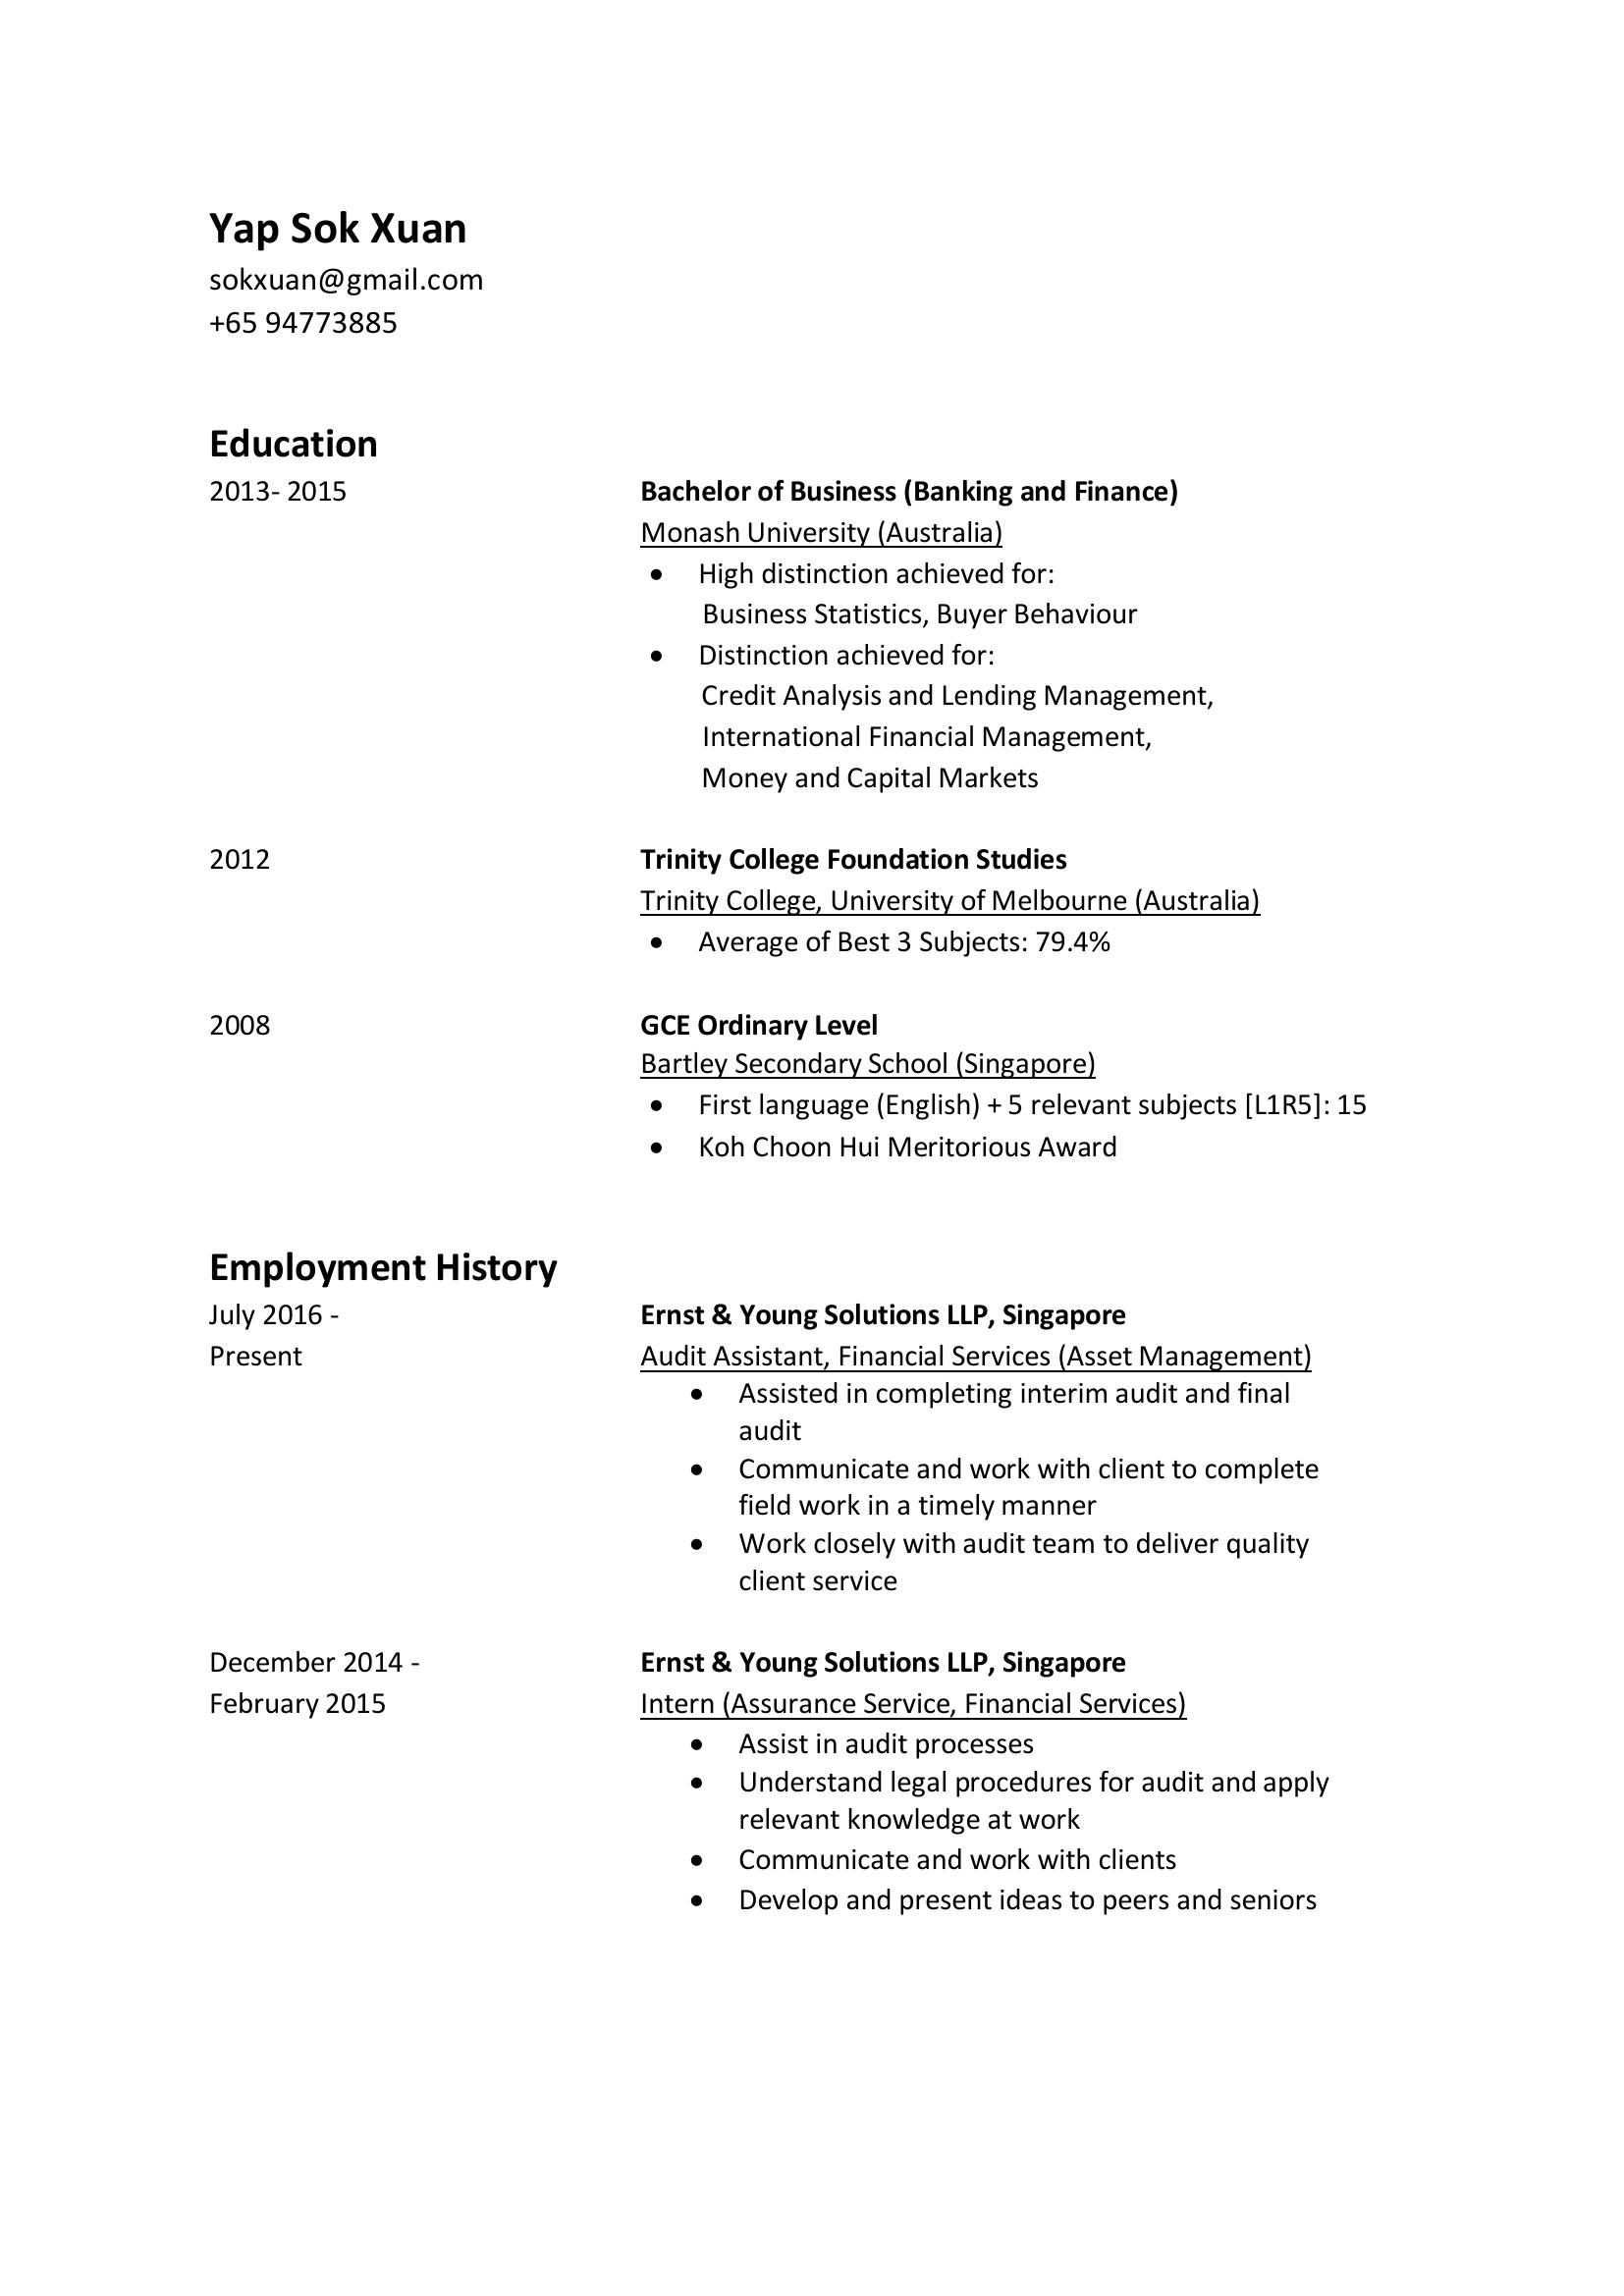 Yap Sok Xuan
sokxuan@gmail.com
+65 94773885
Education
2013- 2015
Bachelor of Business (Banking and Finance)
Monash University (Australia)
• High distinction achieved for:
Business Statistics, Buyer Behaviour
• Distinction achieved for:
Credit Analysis and Lending Management,
International Financial Management,
Money and Capital Markets
2012
Trinity College Foundation Studies
Trinity College, University of Melbourne (Australia)
• Average of Best 3 Subjects: 79.4%
2008
GCE Ordinary Level
Bartley Secondary School (Singapore)
• First language (English) + 5 relevant subjects [L1R5]: 15
• Koh Choon Hui Meritorious Award
Employment History
July 2016 -
Present
Ernst & Young Solutions LLP, Singapore
Audit Assistant, Financial Services (Asset Management)
• Assisted in completing interim audit and final
audit
• Communicate and work with client to complete
field work in a timely manner
• Work closely with audit team to deliver quality
client service
December 2014 -
February 2015
Ernst & Young Solutions LLP, Singapore
Intern (Assurance Service, Financial Services)
• Assist in audit processes
• Understand legal procedures for audit and apply
relevant knowledge at work
• Communicate and work with clients
• Develop and present ideas to peers and seniors